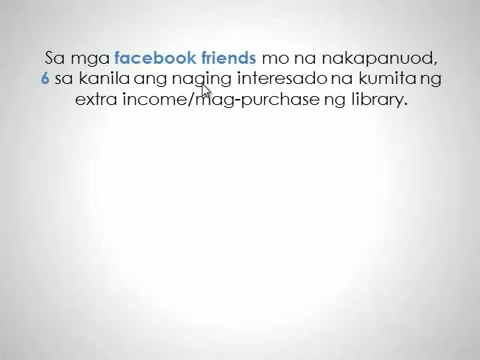 Sa mga facebook friends mo na nakapanuod,
6 sa kanila ang naging interesado na kumita ng
extra income/mag-purchase ng library.